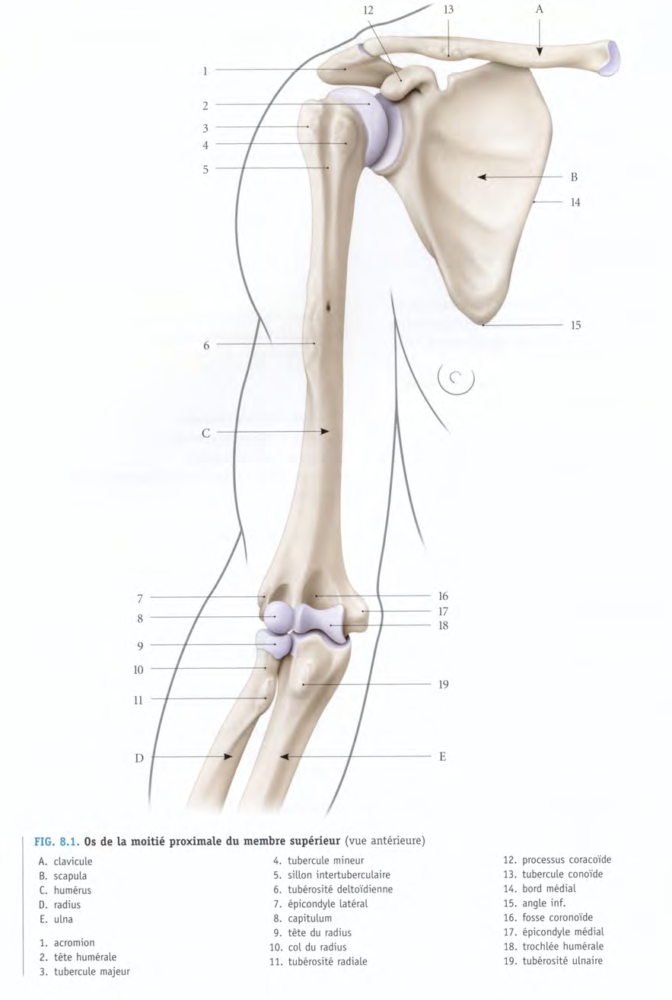 12 13 A
1
2
3
4
5
B
14
15
6
C
7 16
8 17
18
9
10
11 19
D E
FIG. 8.1. Os de la moitié proximale du membre supérieur (vue antérieure)
A. clavicule
B. scapula
C. humérus
D. radius
E. ulna
1. acromion
2. tête humérale
3. tubercule majeur
4. tubercule mineur
5. sillon intertuberculaire
6. tubérosité deltoïdienne
7. épicondyle latéral
8. capitulum
9. tête du radius
10. col du radius
11. tubérosité radiale
12. processus coracoïde
13. tubercule conoïde
14. bord médial
15. angle inf.
16. fosse coronoïde
17. épicondyle médial
18. trochlée humérale
19. tubérosité ulnaire